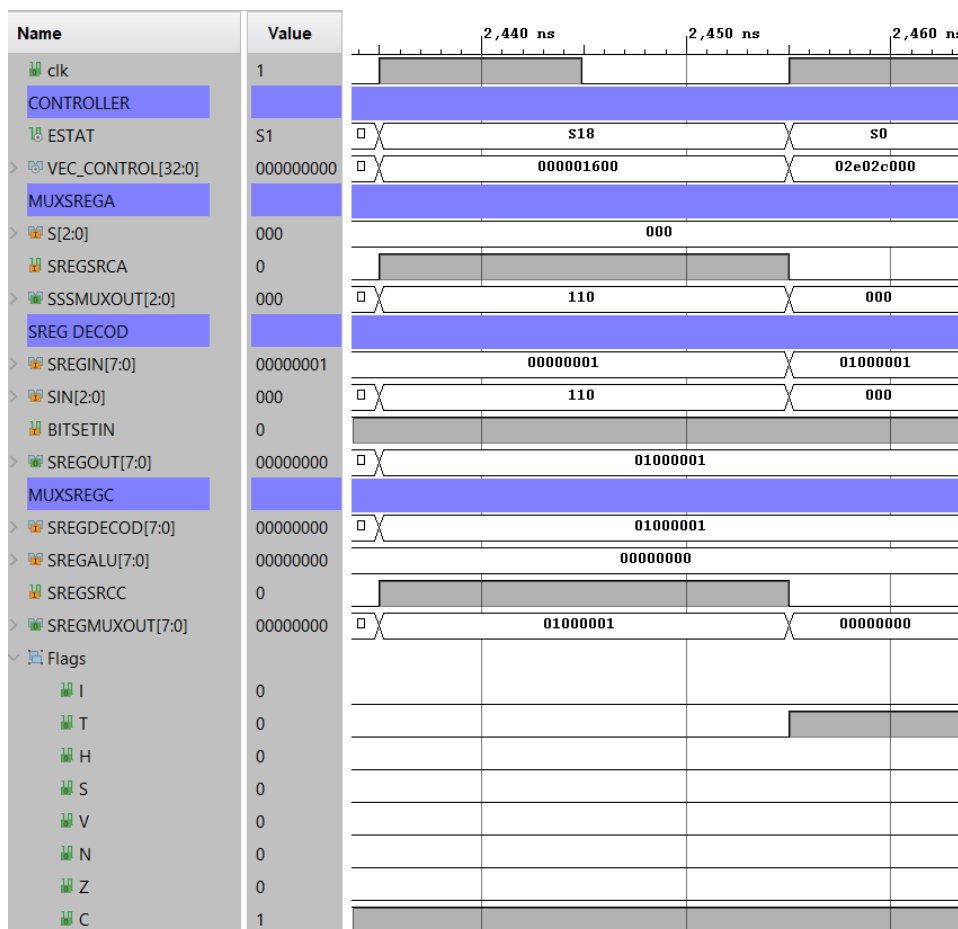 Name Value 2,440 ns 2,450 ns 2,460 ns
clk 1
CONTROLLER
ESTAT S1 S18 S0
VEC_CONTROL[32:0] 000000000 000001600 02e02c000
MUXSREGA
S[2:0] 000 000
SREGSRCA 0
SSSMUXOUT[2:0] 000 110 000
SREG DECOD
SREGIN[7:0] 00000001 00000001 01000001
SIN[2:0] 000 110 000
BITSETIN 0
SREGOUT[7:0] 00000000 01000001
MUXSREGC
SREGDECOD[7:0] 00000000 01000001
SREGALU[7:0] 00000000 00000000
SREGSRCC 0
SREGMUXOUT[7:0] 00000000 01000001 00000000
Flags
I 0
T 0
H 0
S 0
V 0
N 0
Z 0
C 1